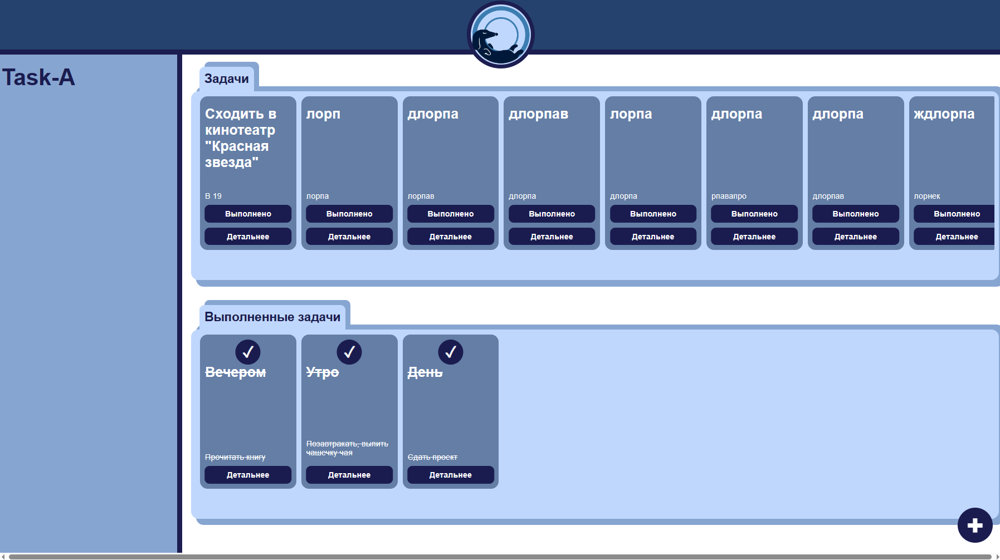 Task-A
Задачи
Сходить в
кинотеатр
"Красная
звезда"
В 19
Выполнено
Детальнее
лорп
лорпа
Выполнено
Детальнее
длорпа
лорпав
Выполнено
Детальнее
длорпав
длорпа
Выполнено
Детальнее
лорпа
длорпа
Выполнено
Детальнее
длорпа
рпавапро
Выполнено
Детальнее
длорпа
длорпав
Выполнено
Детальнее
ждлорпа
лорнек
Выполнено
Детальнее
Выполненные задачи
Вечером
Прочитать книгу
Детальнее
Утро
Позавтракать, выпить
чашечку чая
Детальнее
День
Сдать проект
Детальнее